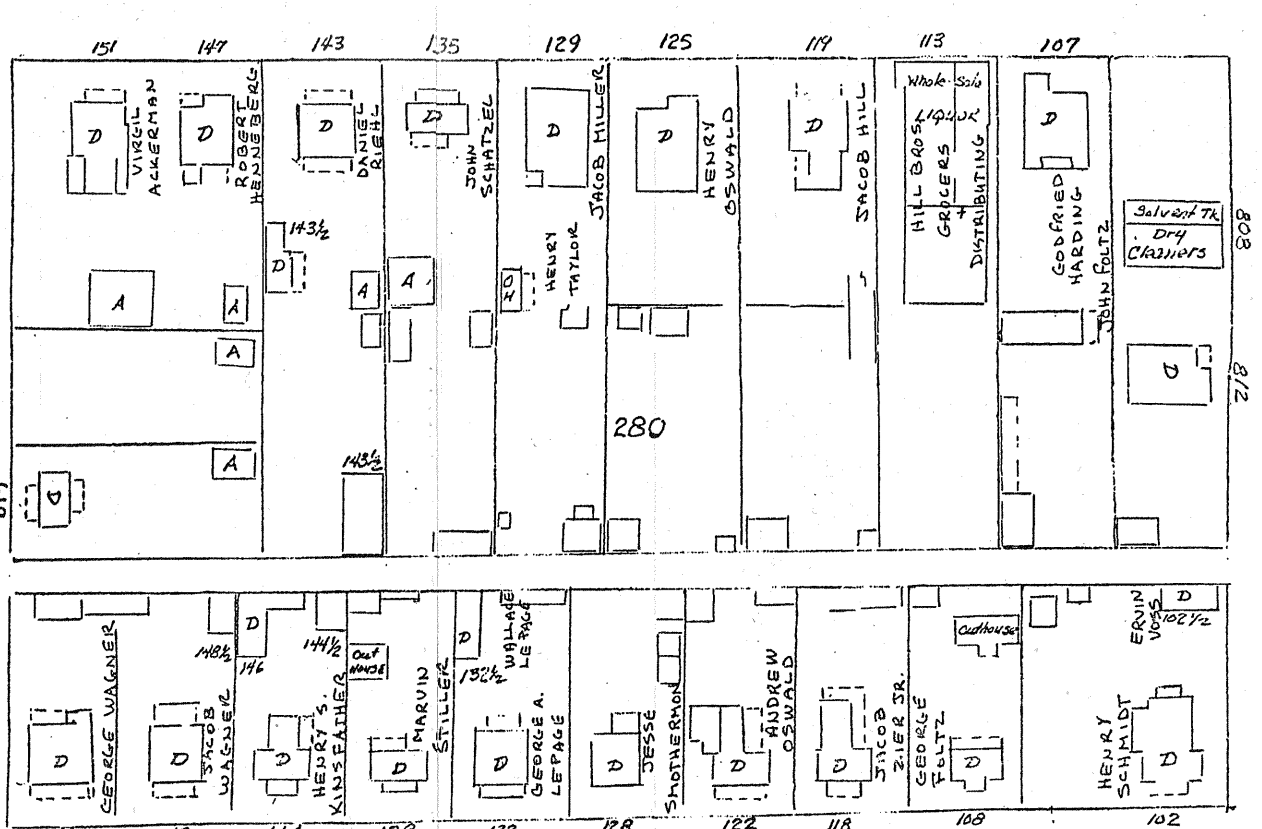 151 147 143 135 129 125 119 113 107
D
VIRGIL
ACKERMAN
D
ROBERT
HENNEBERG
D
DANIEL
RIEHL
D
JOHN
SCHATZEL
D
JACOB MILLER
D
HENRY
OSWALD
D
JACOB HILL
Whole-Sale
LIQUUR
HILL BROS.
GROCERS
+
DISTRIBUTING
D
GODFRIED
HARDING
JOHN FOLTZ
Solvent Tk
Dry
Cleaners
808
143½
D
A
A
A
A
OH
HENRY
TAYLOR
A
D
812
280
A
143½
D
GEORGE WAGNER
D
148½
JACOB
WAGNER
D
D
146
144½
HENRY S.
KINSFATHER
D
Out
HOUSE
MARVIN
STILLER
D
D
132½
WALLACE
LEPAGE
GEORGE A.
LEPAGE
D
JESSE
SMOTHERMON
D
ANDREW
OSWALD
D
JACOB
ZIER JR.
D
GEORGE
FOLTZ
Outhouse
D
ERVIN
VOSS
D
102½
HENRY
SCHMIDT
D
128 122 118 108 102